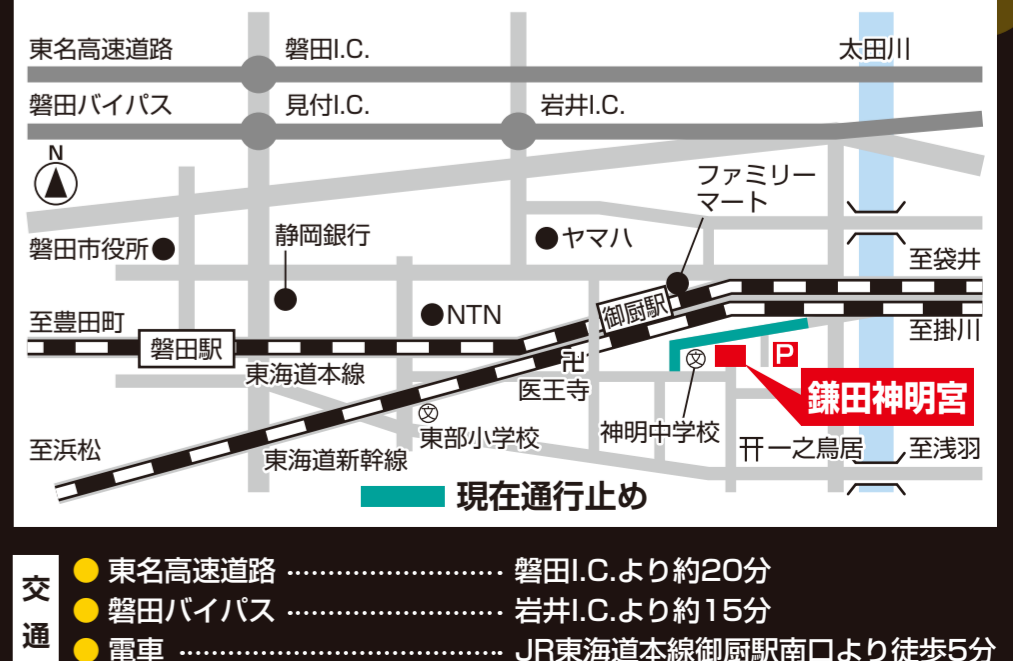 東名高速道路
磐田I.C.
太田川
磐田バイパス
見付I.C.
岩井I.C.
N
ファミリー
マート
磐田市役所
静岡銀行
ヤマハ
至袋井
至豊田町
NTN
御厨駅
至掛川
磐田駅
東海道本線
卍
医王寺
文
P
鎌田神明宮
文
東部小学校
神明中学校
一之鳥居
至浅羽
至浜松
東海道新幹線
現在通行止め
交通
東名高速道路 ………………………… 磐田I.C.より約20分
磐田バイパス ………………………… 岩井I.C.より約15分
電車 ………………………………………… JR東海道本線御厨駅南口より徒歩5分